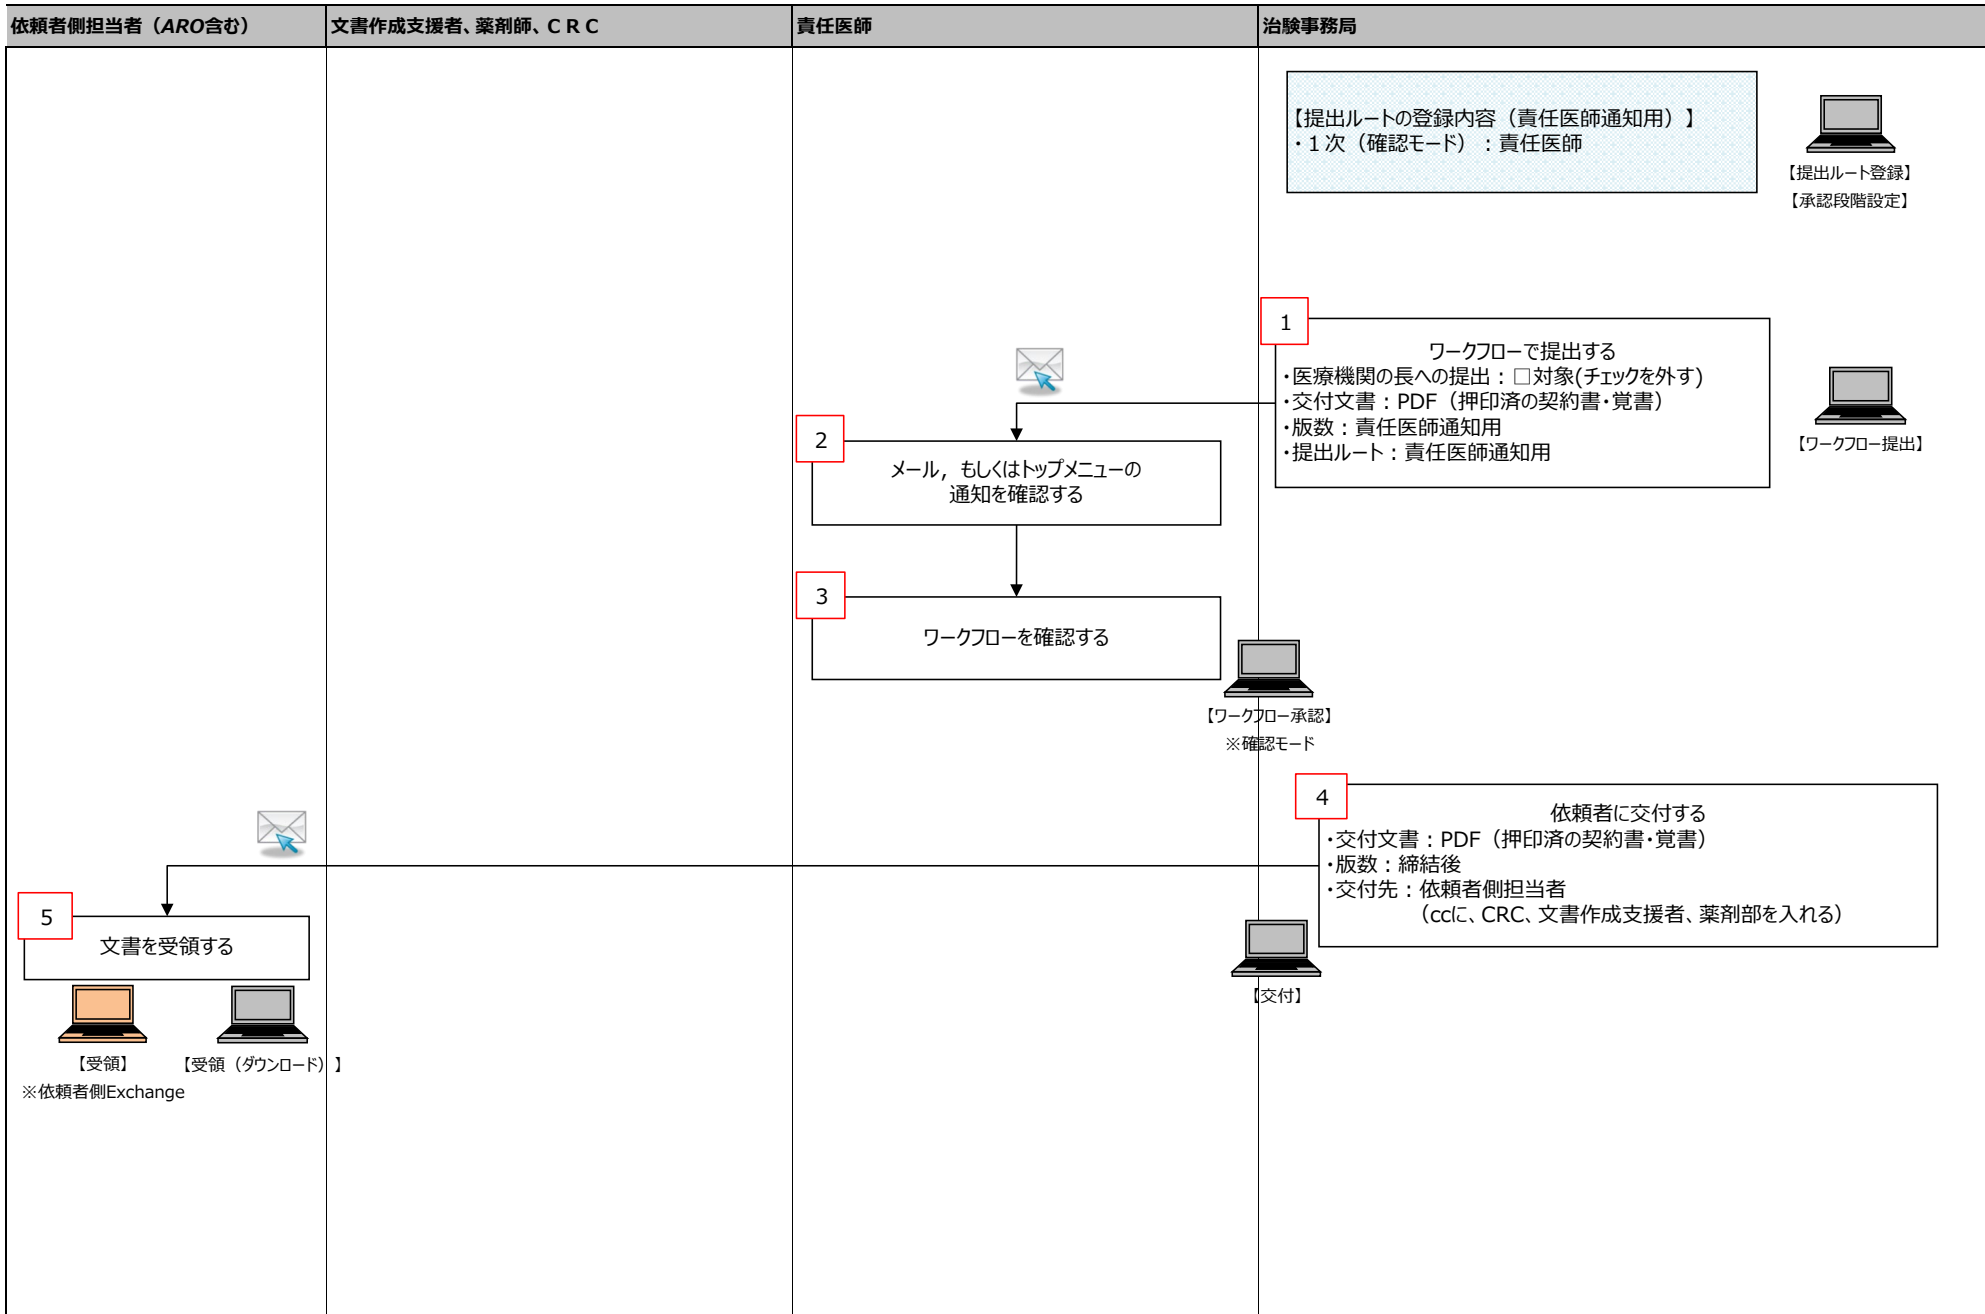 依頼者側担当者（ARO含む）
文書作成支援者、薬剤師、ＣＲＣ
責任医師
治験事務局
【提出ルートの登録内容（責任医師通知用）】
・１次（確認モード）：責任医師
【提出ルート登録】
【承認段階設定】
1
ワークフローで提出する
・医療機関の長への提出：□対象(チェックを外す)
・交付文書：PDF（押印済の契約書・覚書）
・版数：責任医師通知用
・提出ルート：責任医師通知用
【ワークフロー提出】
2
メール，もしくはトップメニューの
通知を確認する
3
ワークフローを確認する
【ワークフロー承認】
※確認モード
4
依頼者に交付する
・交付文書：PDF（押印済の契約書・覚書）
・版数：締結後
・交付先：依頼者側担当者
（ccに、CRC、文書作成支援者、薬剤部を入れる）
【交付】
5
文書を受領する
【受領】
【受領（ダウンロード）】
※依頼者側Exchange